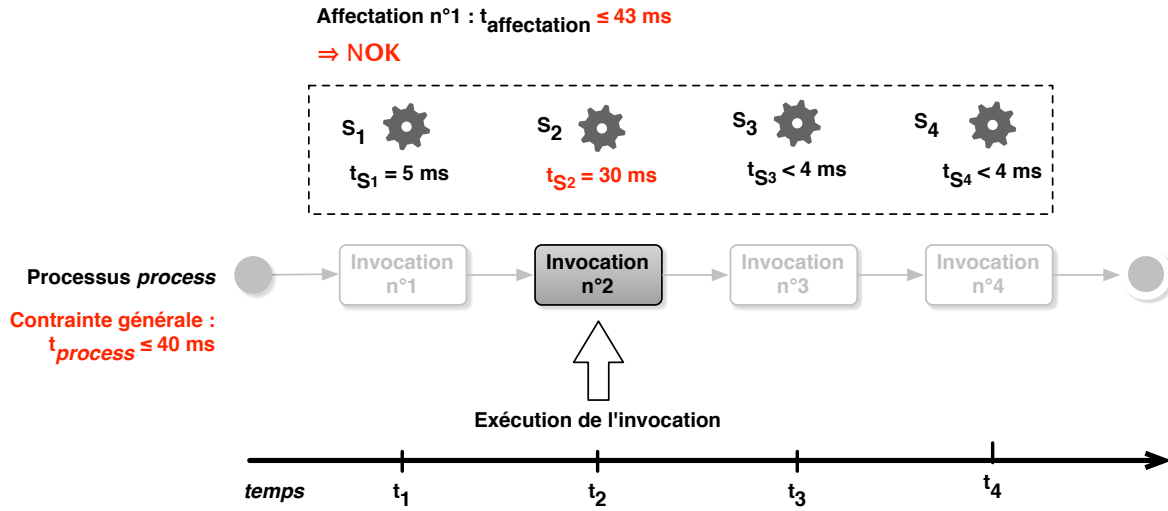 Affectation n°1 : t affectation ≤ 43 ms
⇒ NOK
S1 S2 S3 S4
tS1 = 5 ms tS2 = 30 ms tS3 < 4 ms tS4 < 4 ms
Processus process
Invocation n°1
Invocation n°2
Invocation n°3
Invocation n°4
Contrainte générale :
tprocess ≤ 40 ms
Exécution de l'invocation
temps t1 t2 t3 t4